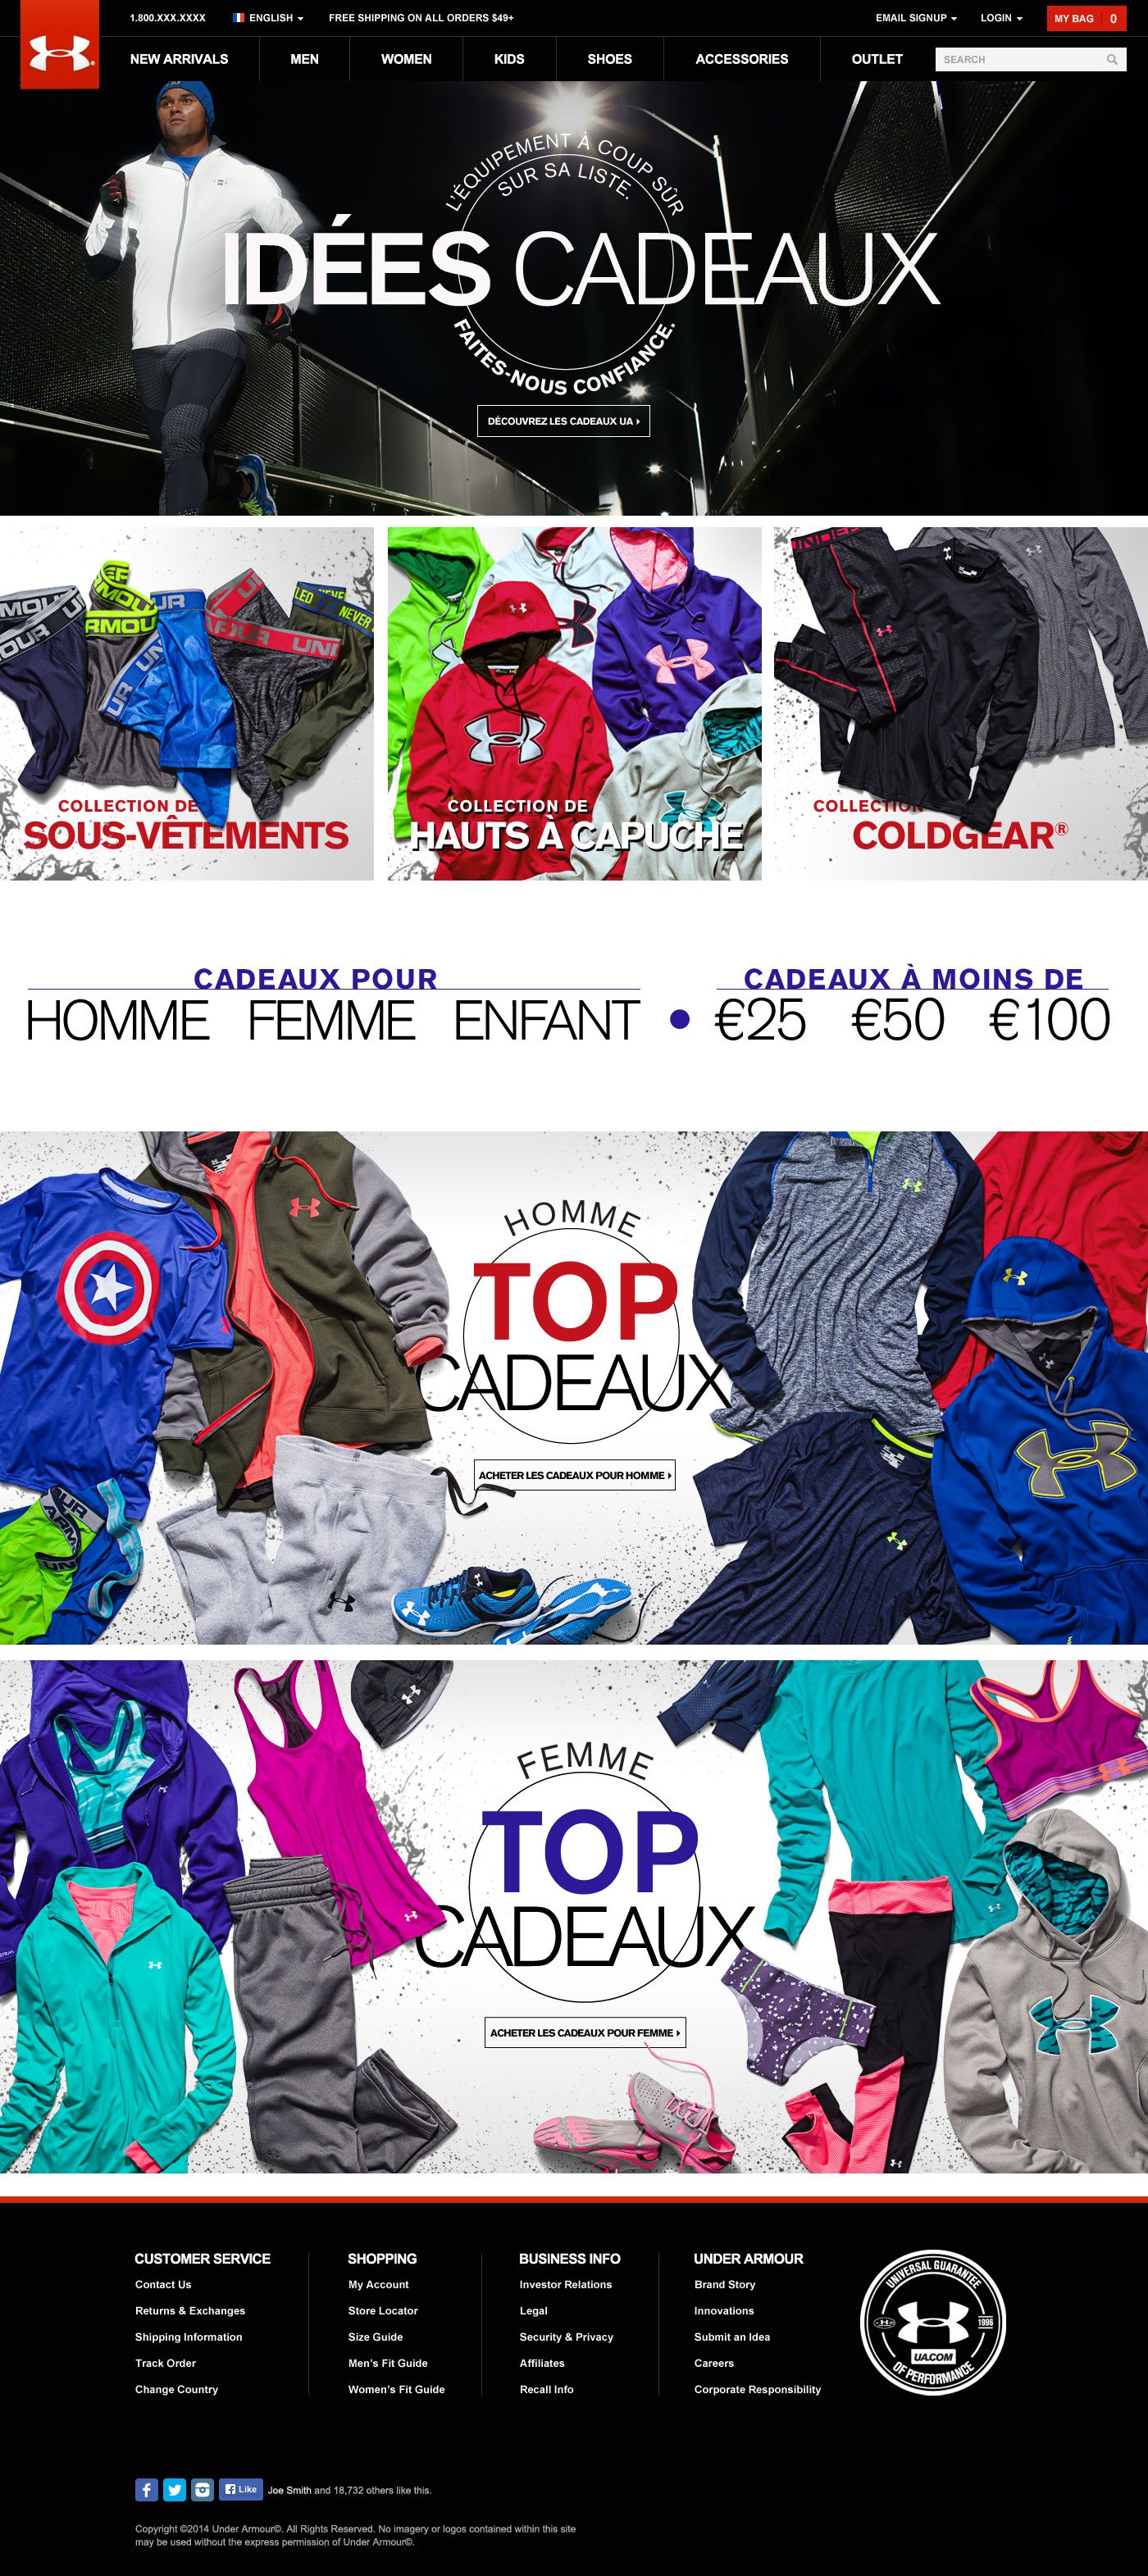 1.800.XXX.XXXX
ENGLISH
FREE SHIPPING ON ALL ORDERS $49+
EMAIL SIGNUP
LOGIN
MY BAG 0
NEW ARRIVALS
MEN
WOMEN
KIDS
SHOES
ACCESSORIES
OUTLET
SEARCH
L'ÉQUIPEMENT À COUP SÛR
SUR SA LISTE.
IDÉES CADEAUX
FAITES-NOUS CONFIANCE.
DÉCOUVREZ LES CADEAUX UA
COLLECTION DE
SOUS-VÊTEMENTS
COLLECTION DE
HAUTS À CAPUCHE
COLLECTION
COLDGEAR®
CADEAUX POUR
HOMME FEMME ENFANT
CADEAUX À MOINS DE
€25 €50 €100
HOMME
TOP
CADEAUX
ACHETER LES CADEAUX POUR HOMME
FEMME
TOP
CADEAUX
ACHETER LES CADEAUX POUR FEMME
CUSTOMER SERVICE
Contact Us
Returns & Exchanges
Shipping Information
Track Order
Change Country
SHOPPING
My Account
Store Locator
Size Guide
Men's Fit Guide
Women's Fit Guide
BUSINESS INFO
Investor Relations
Legal
Security & Privacy
Affiliates
Recall Info
UNDER ARMOUR
Brand Story
Innovations
Submit an Idea
Careers
Corporate Responsibility
UNIVERSAL GUARANTEE
1996
UA.COM
OF PERFORMANCE
Like
Joe Smith and 18,732 others like this.
Copyright ©2014 Under Armour©. All Rights Reserved. No imagery or logos contained within this site
may be used without the express permission of Under Armour©.